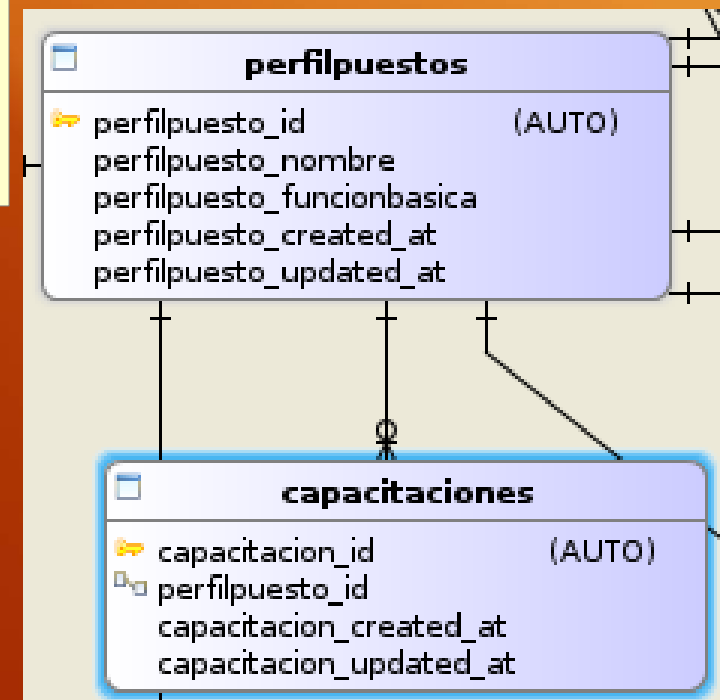 perfilpuestos
perfilpuesto_id (AUTO)
perfilpuesto_nombre
perfilpuesto_funcionbasica
perfilpuesto_created_at
perfilpuesto_updated_at
capacitaciones
capacitacion_id (AUTO)
perfilpuesto_id
capacitacion_created_at
capacitacion_updated_at